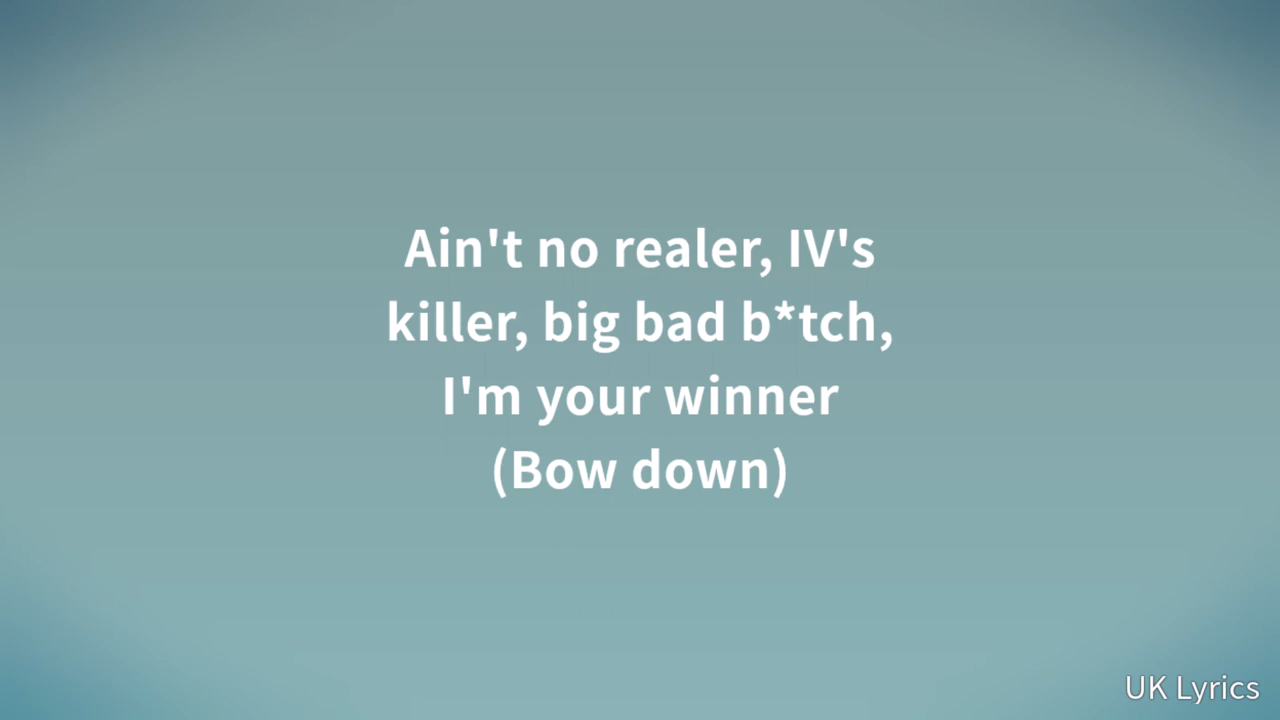 Ain't no realer, IV's
killer, big bad b*tch,
I'm your winner
(Bow down)
UK Lyrics